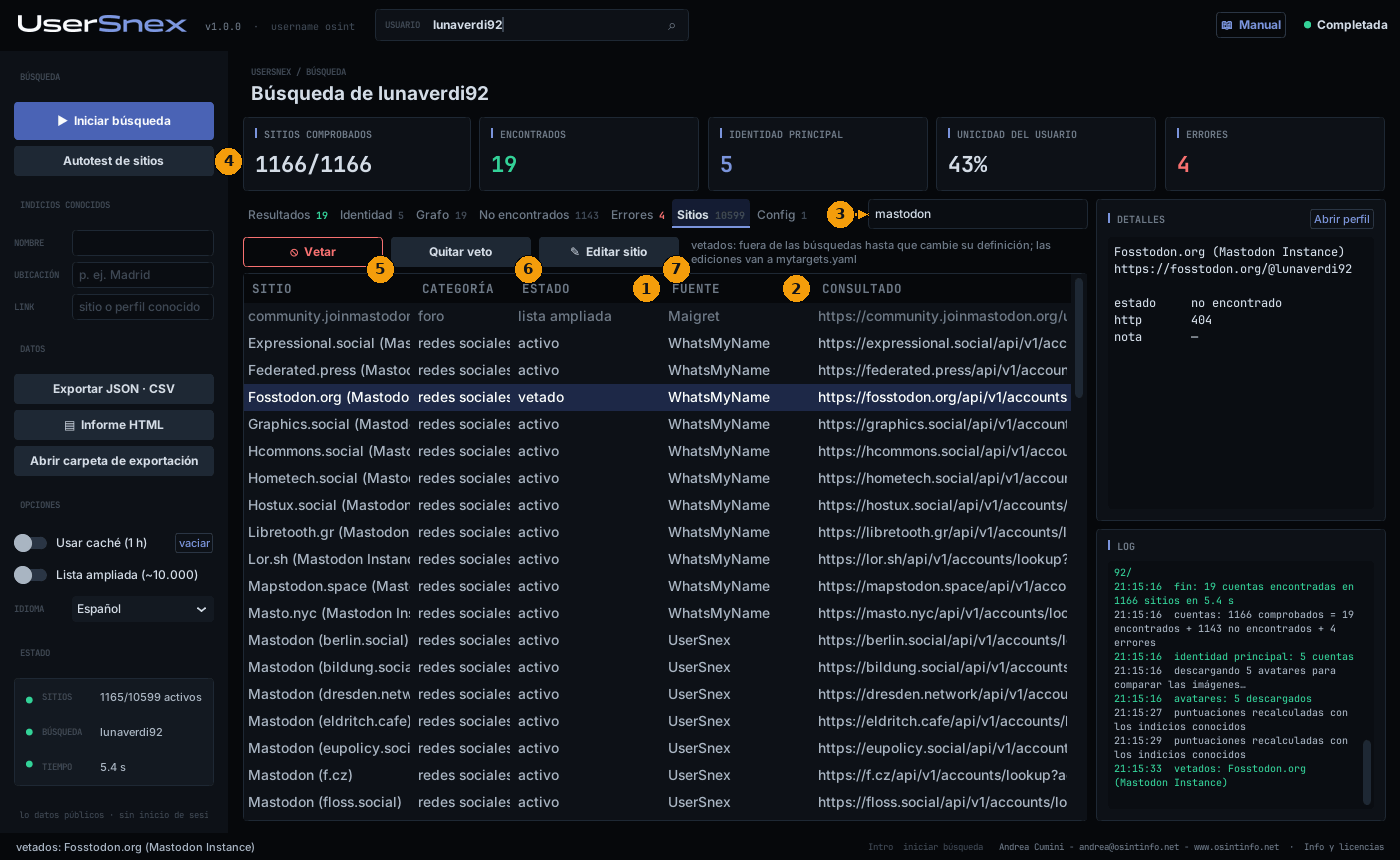 UserSnex v1.0.0 · username osint
USUARIO lunaverdi92
Manual
Completada
BÚSQUEDA
Iniciar búsqueda
Autotest de sitios
4
INDICIOS CONOCIDOS
NOMBRE
UBICACIÓN p. ej. Madrid
LINK sitio o perfil conocido
DATOS
Exportar JSON · CSV
Informe HTML
Abrir carpeta de exportación
OPCIONES
Usar caché (1 h) vaciar
Lista ampliada (~10.000)
IDIOMA Español
ESTADO
SITIOS 1165/10599 activos
BÚSQUEDA lunaverdi92
TIEMPO 5.4 s
lo datos públicos · sin inicio de sesi
USERSNEX / BÚSQUEDA
Búsqueda de lunaverdi92
SITIOS COMPROBADOS
1166/1166
ENCONTRADOS
19
IDENTIDAD PRINCIPAL
5
UNICIDAD DEL USUARIO
43%
ERRORES
4
Resultados 19 Identidad 5 Grafo 19 No encontrados 1143 Errores 4 Sitios 10599 Config 1
3
mastodon
Vetar
5
Quitar veto
6
Editar sitio
7
vetados: fuera de las búsquedas hasta que cambie su definición; las
ediciones van a mytargets.yaml
SITIO CATEGORÍA ESTADO 1 FUENTE 2 CONSULTADO
community.joinmastodon foro lista ampliada Maigret https://community.joinmastodon.org/u
Expressional.social (Mas redes sociales activo WhatsMyName https://expressional.social/api/v1/acc
Federated.press (Mastod redes sociales activo WhatsMyName https://federated.press/api/v1/accoun
Fosstodon.org (Mastodo redes sociales vetado WhatsMyName https://fosstodon.org/api/v1/accounts
Graphics.social (Mastod redes sociales activo WhatsMyName https://graphics.social/api/v1/account
Hcommons.social (Masto redes sociales activo WhatsMyName https://hcommons.social/api/v1/accou
Hometech.social (Masto redes sociales activo WhatsMyName https://hometech.social/api/v1/accour
Hostux.social (Mastodon redes sociales activo WhatsMyName https://hostux.social/api/v1/accounts/
Libretooth.gr (Mastodon redes sociales activo WhatsMyName https://libretooth.gr/api/v1/accounts/l
Lor.sh (Mastodon Instanc redes sociales activo WhatsMyName https://lor.sh/api/v1/accounts/lookup?
Mapstodon.space (Mast redes sociales activo WhatsMyName https://mapstodon.space/api/v1/acco
Masto.nyc (Mastodon Ins redes sociales activo WhatsMyName https://masto.nyc/api/v1/accounts/loc
Mastodon (berlin.social) redes sociales activo UserSnex https://berlin.social/api/v1/accounts/l
Mastodon (bildung.socia redes sociales activo UserSnex https://bildung.social/api/v1/accounts
Mastodon (dresden.netw redes sociales activo UserSnex https://dresden.network/api/v1/accou
Mastodon (eldritch.cafe) redes sociales activo UserSnex https://eldritch.cafe/api/v1/accounts/l
Mastodon (eupolicy.soci redes sociales activo UserSnex https://eupolicy.social/api/v1/account
Mastodon (f.cz) redes sociales activo UserSnex https://f.cz/api/v1/accounts/lookup?a
Mastodon (floss.social) redes sociales activo UserSnex https://floss.social/api/v1/accounts/lo
DETALLES Abrir perfil
Fosstodon.org (Mastodon Instance)
https://fosstodon.org/@lunaverdi92
estado no encontrado
http 404
nota —
LOG
92/
21:15:16 fin: 19 cuentas encontradas en
1166 sitios en 5.4 s
21:15:16 cuentas: 1166 comprobados = 19
encontrados + 1143 no encontrados + 4
errores
21:15:16 identidad principal: 5 cuentas
21:15:16 descargando 5 avatares para
comparar las imágenes…
21:15:16 avatares: 5 descargados
21:15:27 puntuaciones recalculadas con
los indicios conocidos
21:15:29 puntuaciones recalculadas con
los indicios conocidos
21:15:33 vetados: Fosstodon.org
(Mastodon Instance)
vetados: Fosstodon.org (Mastodon Instance)
Intro iniciar búsqueda Andrea Cumini - andrea@osintinfo.net - www.osintinfo.net · Info y licencias